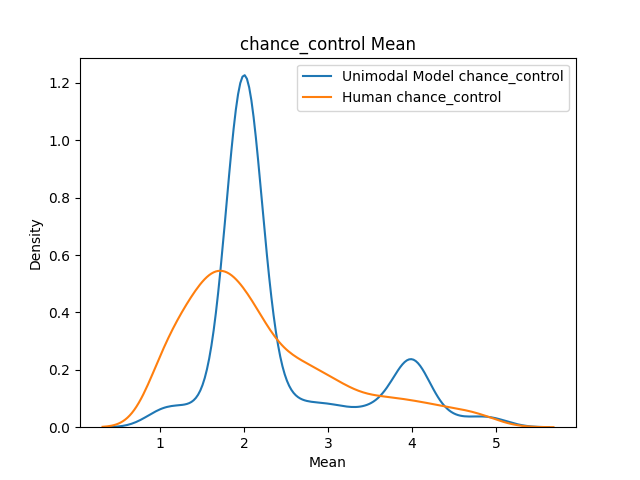 chance_control Mean
Unimodal Model chance_control
Human chance_control
Density
1.2
1.0
0.8
0.6
0.4
0.2
0.0
1 2 3 4 5
Mean